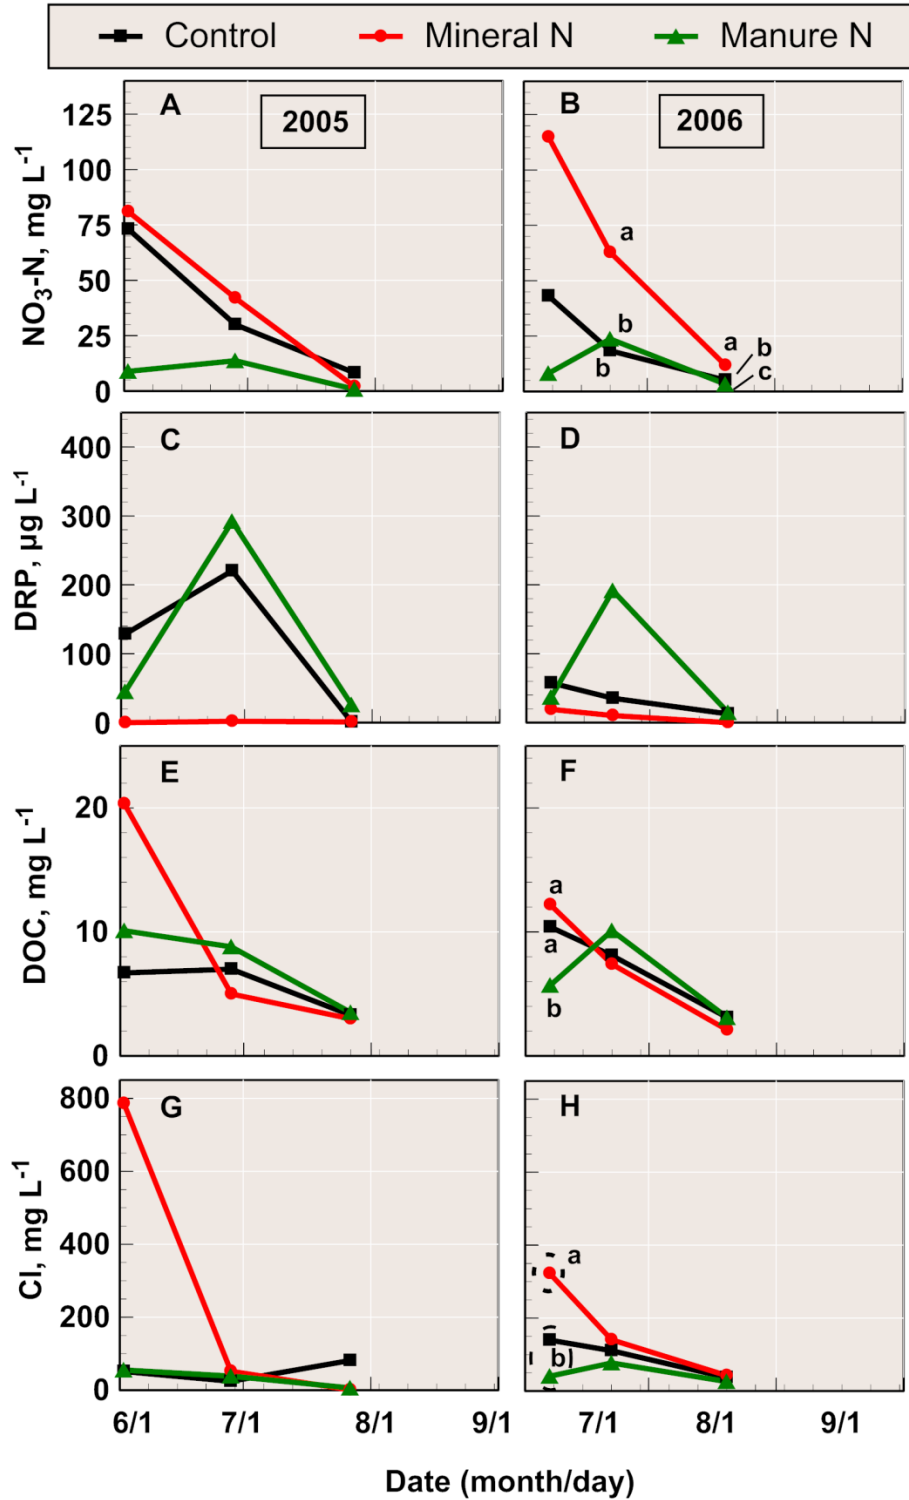 Control Mineral N Manure N
A 2005
B 2006
NO₃-N, mg L⁻¹
125
100
75
50
25
0
a
b
b
a
b
c
C
D
DRP, µg L⁻¹
400
300
200
100
0
E
F
DOC, mg L⁻¹
20
10
0
a
a
b
G
H
Cl, mg L⁻¹
800
600
400
200
0
a
b
6/1 7/1 8/1 9/1 7/1 8/1 9/1
Date (month/day)